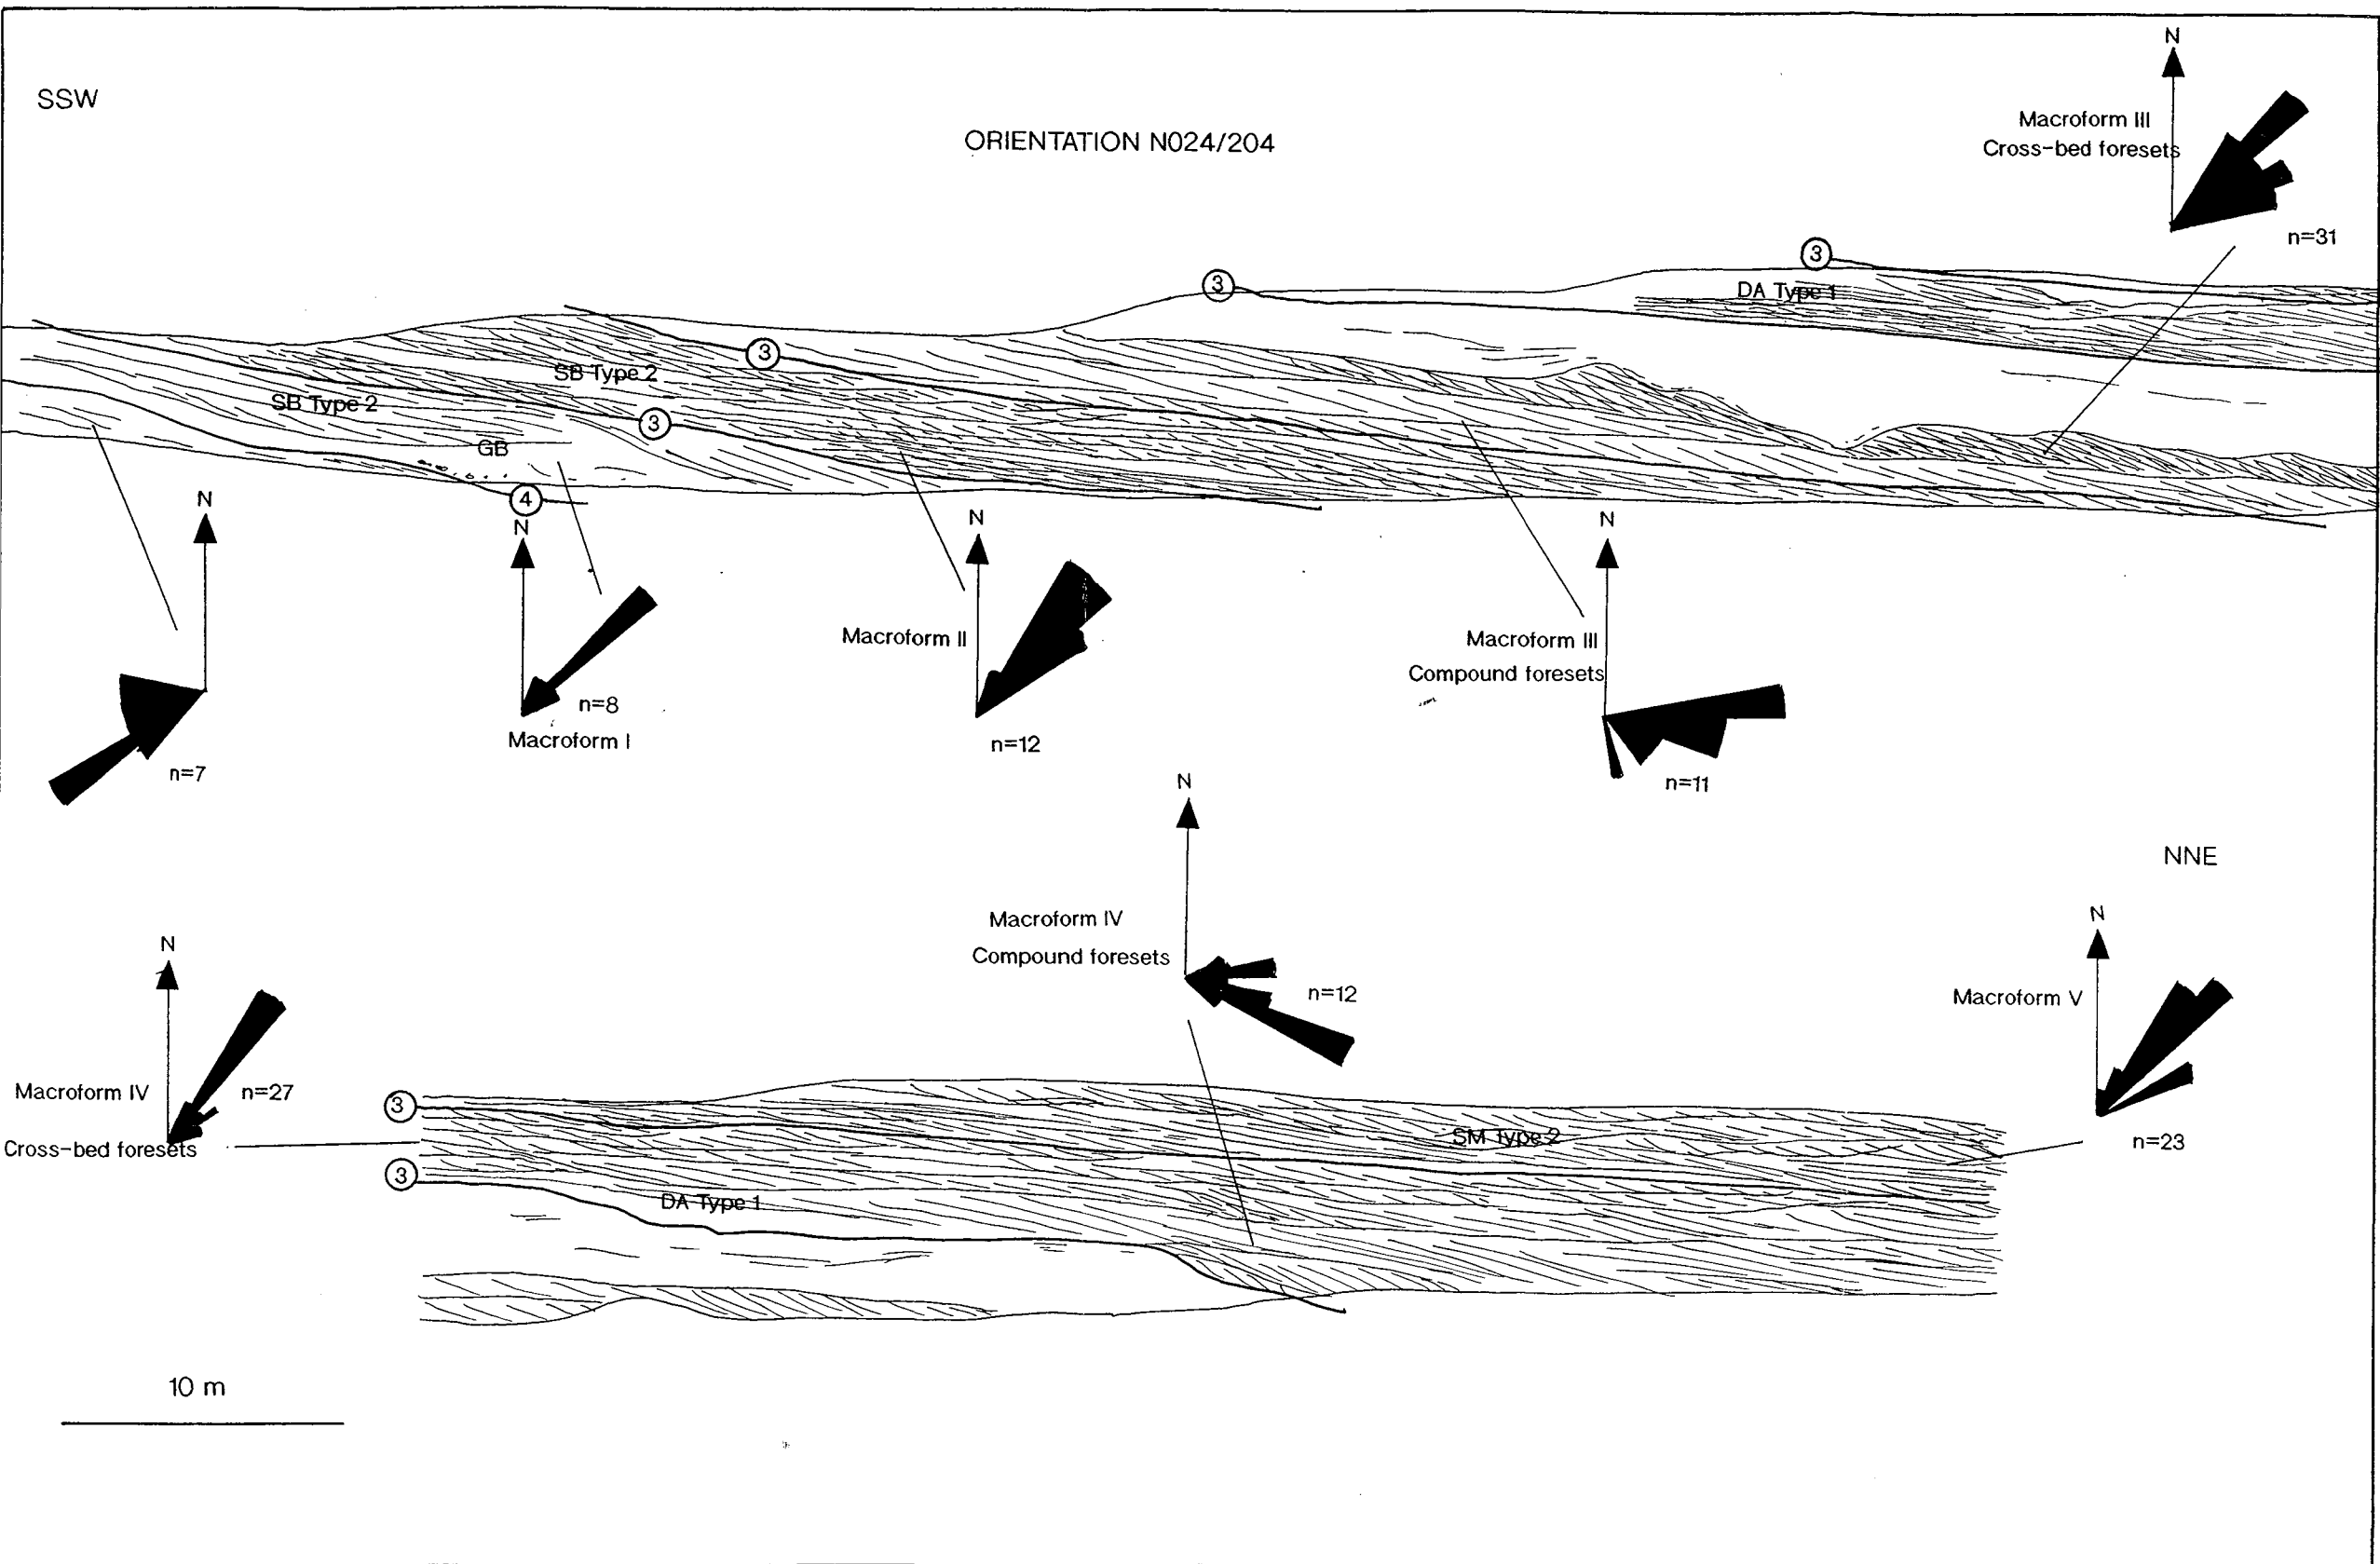 N
SSW
Macroform III
ORIENTATION N024/204
Cross-bed foresets
n=31
3
3
DA Type 1
3
SB Type 2
SB Type 2
3
GB
4
N
N
N
N
Macroform II
Macroform III
Compound foresets
n=8
Macroform I
n=12
n=7
n=11
N
NNE
Macroform IV
N
N
Compound foresets
n=12
Macroform V
Macroform IV
n=27
3
SM Type 2
n=23
Cross-bed foresets
3
DA Type 1
10 m